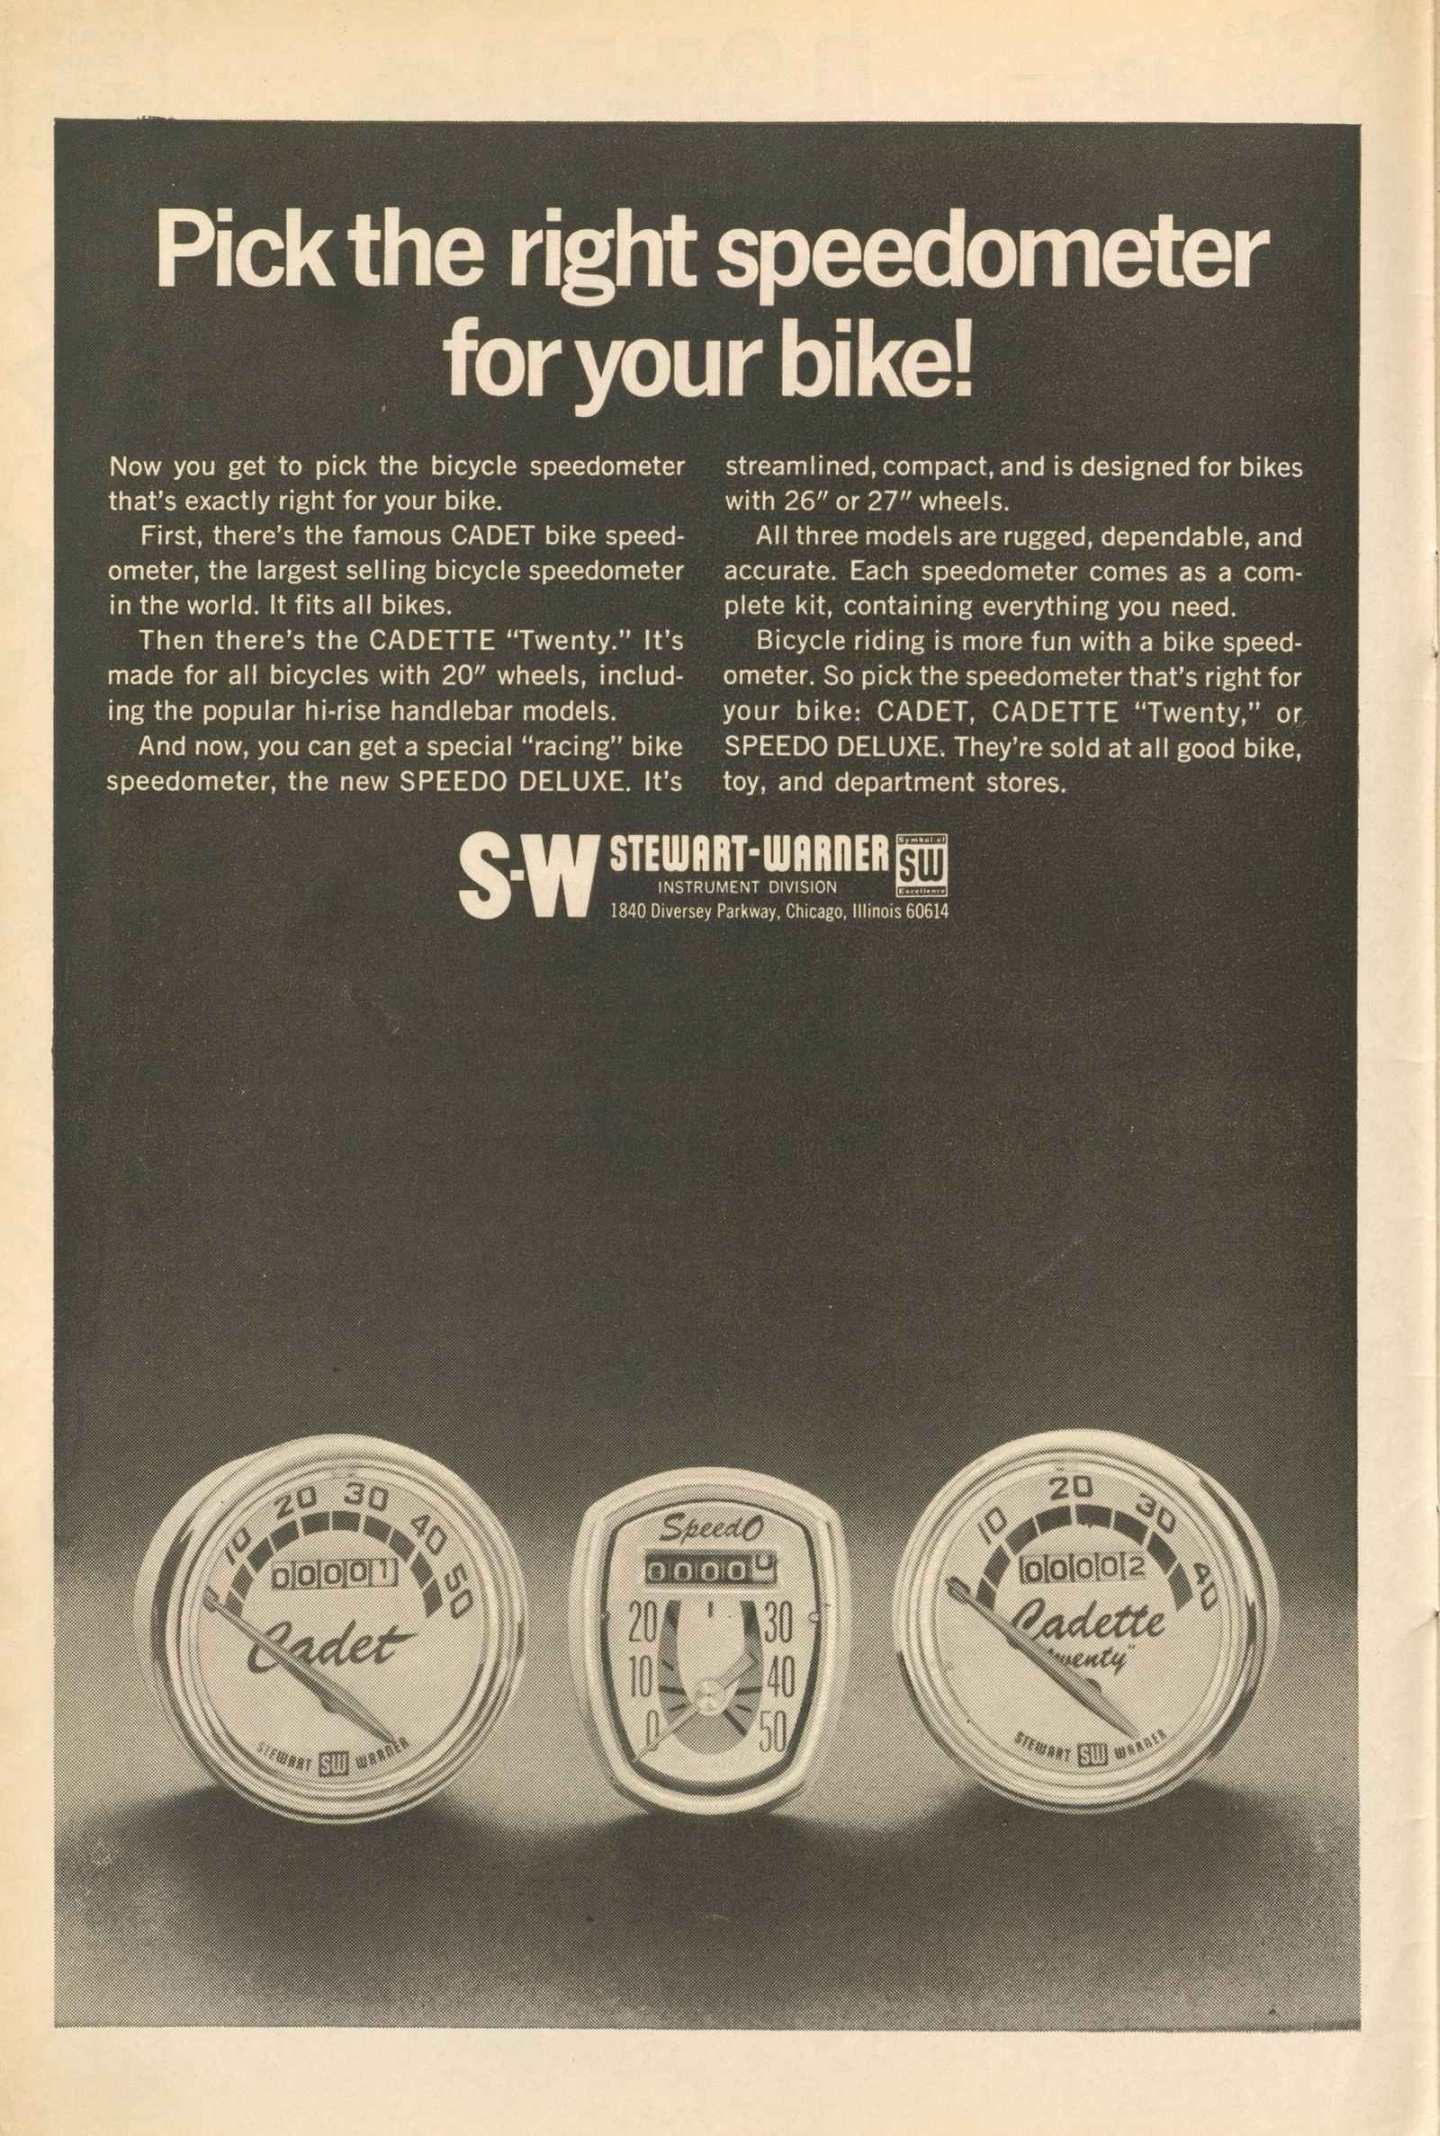 Pick the right speedometer
for your bike!
Now you get to pick the bicycle speedometer
that's exactly right for your bike.
First, there's the famous CADET bike speed-
ometer, the largest selling bicycle speedometer
in the world. It fits all bikes.
Then there's the CADETTE “Twenty.” It's
made for all bicycles with 20″ wheels, includ-
ing the popular hi-rise handlebar models.
And now, you can get a special “racing” bike
speedometer, the new SPEEDO DELUXE. It's
streamlined, compact, and is designed for bikes
with 26″ or 27″ wheels.
All three models are rugged, dependable, and
accurate. Each speedometer comes as a com-
plete kit, containing everything you need.
Bicycle riding is more fun with a bike speed-
ometer. So pick the speedometer that's right for
your bike: CADET, CADETTE “Twenty,” or
SPEEDO DELUXE. They're sold at all good bike,
toy, and department stores.
S-W STEWART-WARNER
INSTRUMENT DIVISION
1840 Diversey Parkway, Chicago, Illinois 60614
Symbol of
SW
Excellence
10 20 30 40 50
00001
Cadet
STEWART SW WARNER
Speedo
00000
20 30
10 40
0 50
10 20 30 40
00002
Cadette
“Twenty”
STEWART SW WARNER